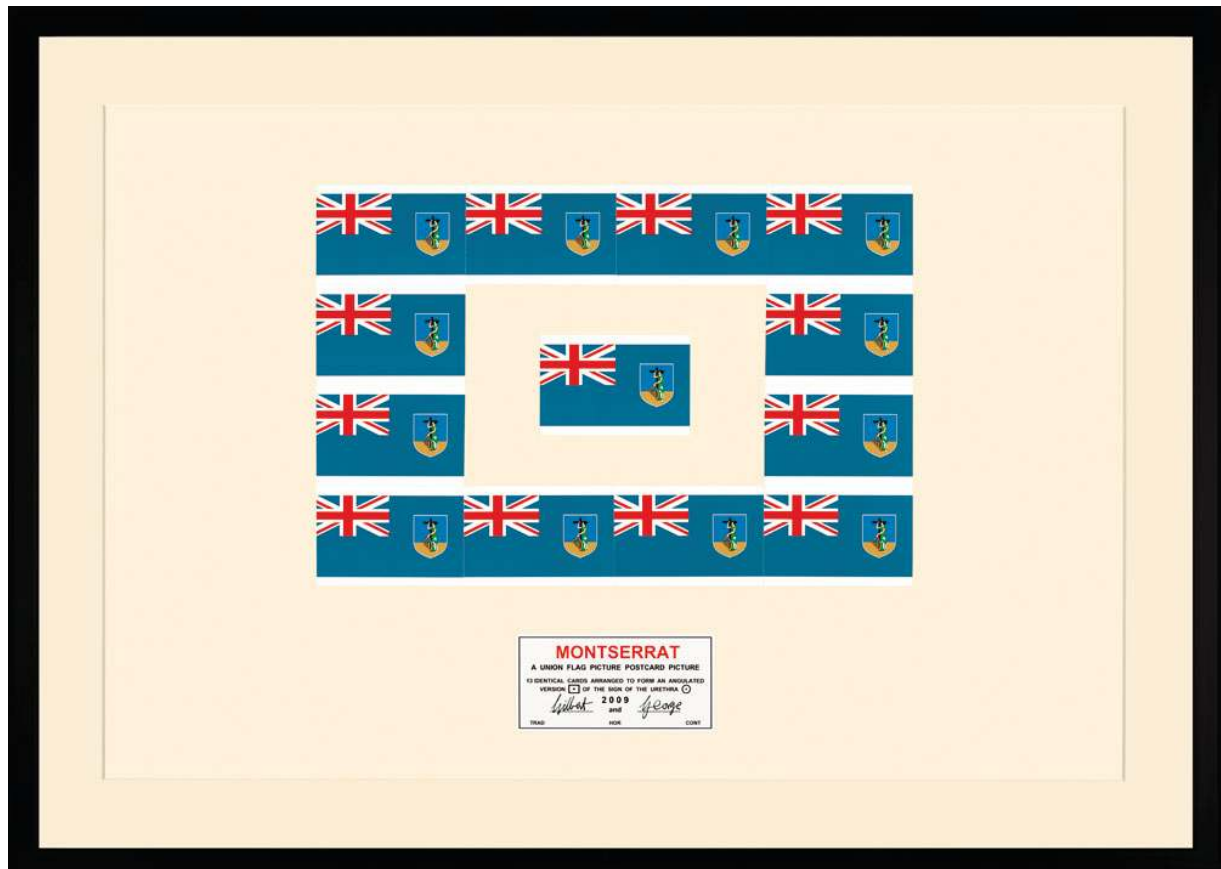 MONTSERRAT
A UNION FLAG PICTURE POSTCARD PICTURE
13 IDENTICAL CARDS ARRANGED TO FORM AN ANGULATED
VERSION OF THE SIGN OF THE URETHRA
2009
Gilbert and George
TRAD HOR CONT